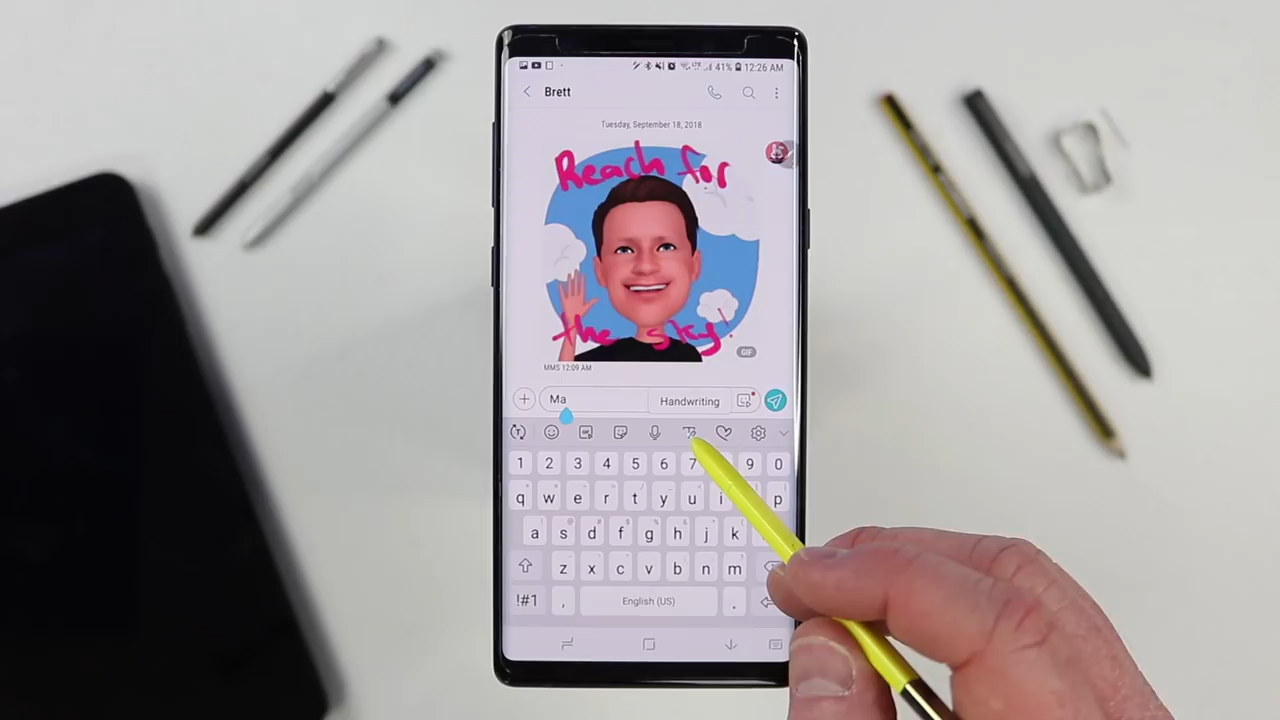 41% 12:26 AM
Brett
Tuesday, September 18, 2018
Reach for
the sky!
GIF
MMS 12:09 AM
Ma
Handwriting
1 2 3 4 5 6 7 9 0
q w e r t y u i p
a s d f g h j k
z x c v b n m
!#1 , English (US) .